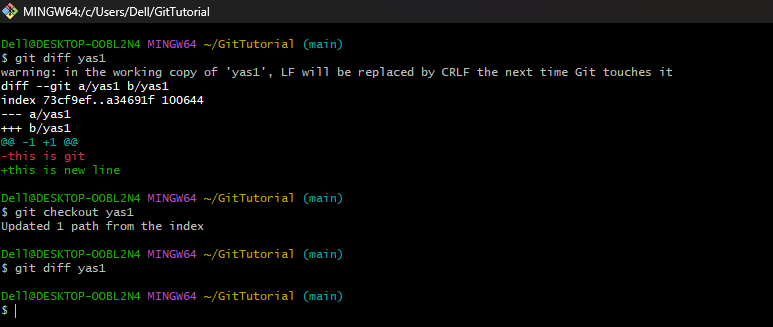 MINGW64:/c/Users/Dell/GitTutorial
Dell@DESKTOP-OOBL2N4 MINGW64 ~/GitTutorial (main)
$ git diff yas1
warning: in the working copy of 'yas1', LF will be replaced by CRLF the next time Git touches it
diff --git a/yas1 b/yas1
index 73cf9ef..a34691f 100644
--- a/yas1
+++ b/yas1
@@ -1 +1 @@
-this is git
+this is new line
Dell@DESKTOP-OOBL2N4 MINGW64 ~/GitTutorial (main)
$ git checkout yas1
Updated 1 path from the index
Dell@DESKTOP-OOBL2N4 MINGW64 ~/GitTutorial (main)
$ git diff yas1
Dell@DESKTOP-OOBL2N4 MINGW64 ~/GitTutorial (main)
$